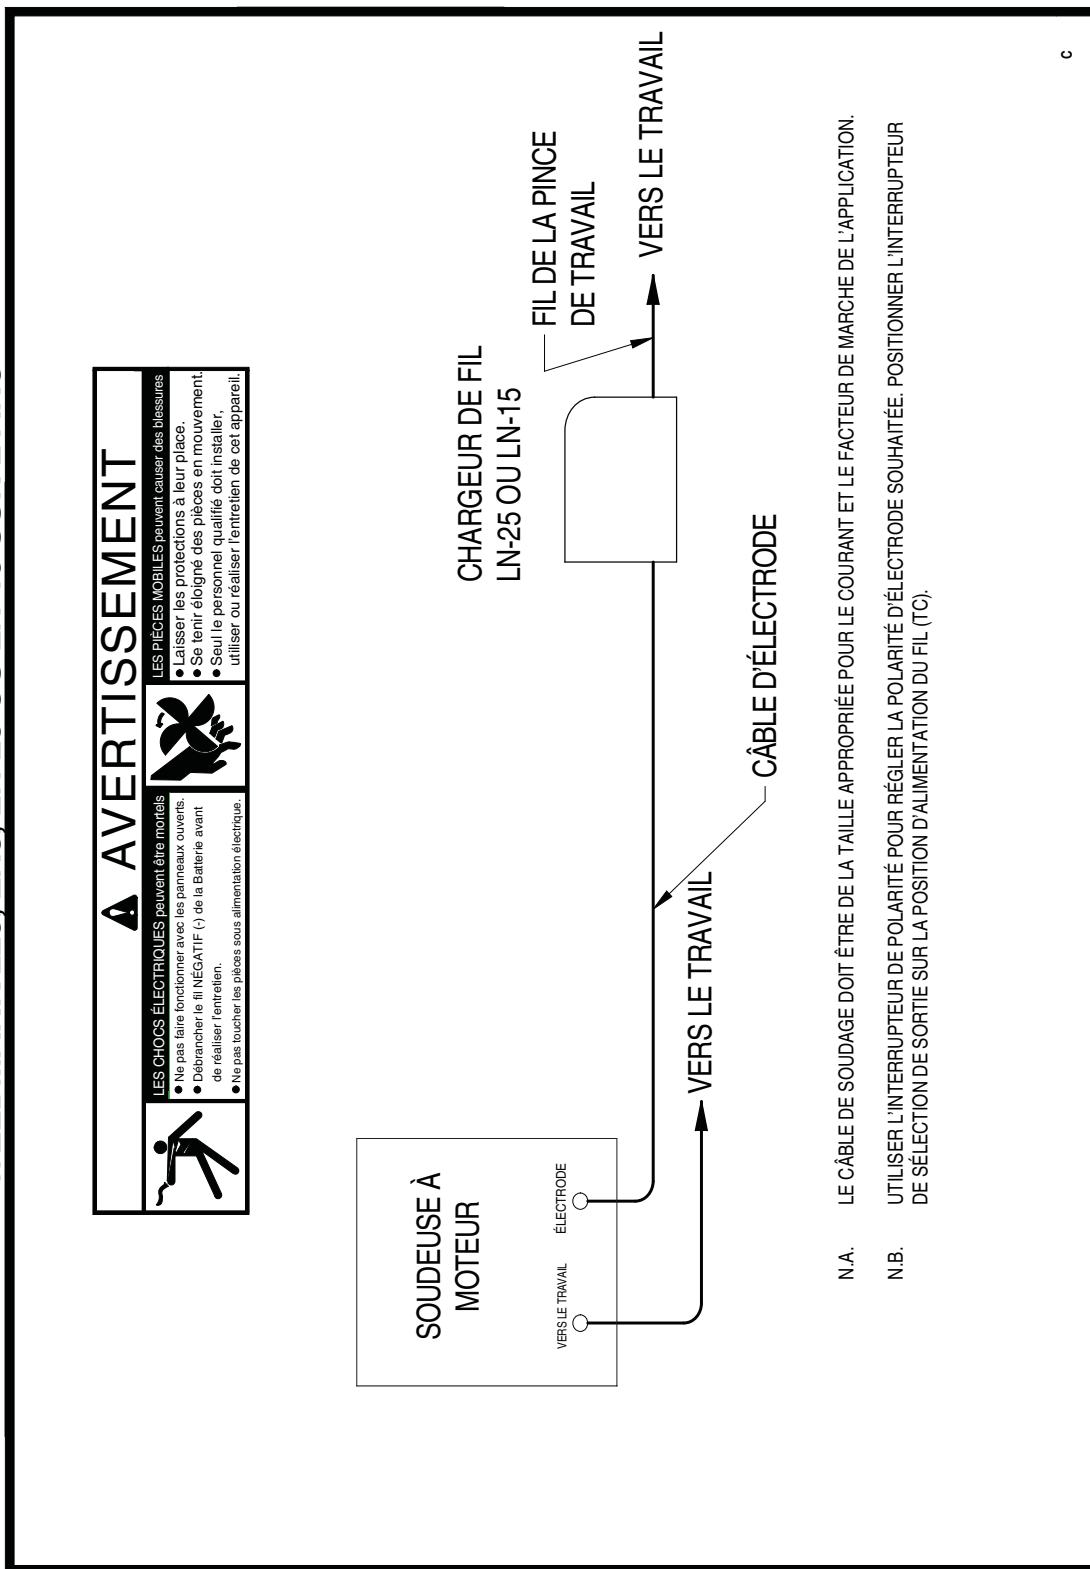 AVERTISSEMENT
LES CHOCS ÉLECTRIQUES peuvent être mortels
● Ne pas faire fonctionner avec les panneaux ouverts.
● Débrancher le fil NÉGATIF (-) de la Batterie avant
de réaliser l'entretien.
● Ne pas toucher les pièces sous alimentation électrique.
LES PIÈCES MOBILES peuvent causer des blessures
● Laisser les protections à leur place.
● Se tenir éloigné des pièces en mouvement.
● Seul le personnel qualifié doit installer,
utiliser ou réaliser l'entretien de cet appareil.
SOUDEUSE À
MOTEUR
VERS LE TRAVAIL
ÉLECTRODE
CHARGEUR DE FIL
LN-25 OU LN-15
FIL DE LA PINCE
DE TRAVAIL
VERS LE TRAVAIL
VERS LE TRAVAIL
CÂBLE D'ÉLECTRODE
N.A. LE CÂBLE DE SOUDAGE DOIT ÊTRE DE LA TAILLE APPROPRIÉE POUR LE COURANT ET LE FACTEUR DE MARCHE DE L'APPLICATION.
N.B. UTILISER L'INTERRUPTEUR DE POLARITÉ POUR RÉGLER LA POLARITÉ D'ÉLECTRODE SOUHAITÉE. POSITIONNER L'INTERRUPTEUR
DE SÉLECTION DE SORTIE SUR LA POSITION D'ALIMENTATION DU FIL (TC).
C